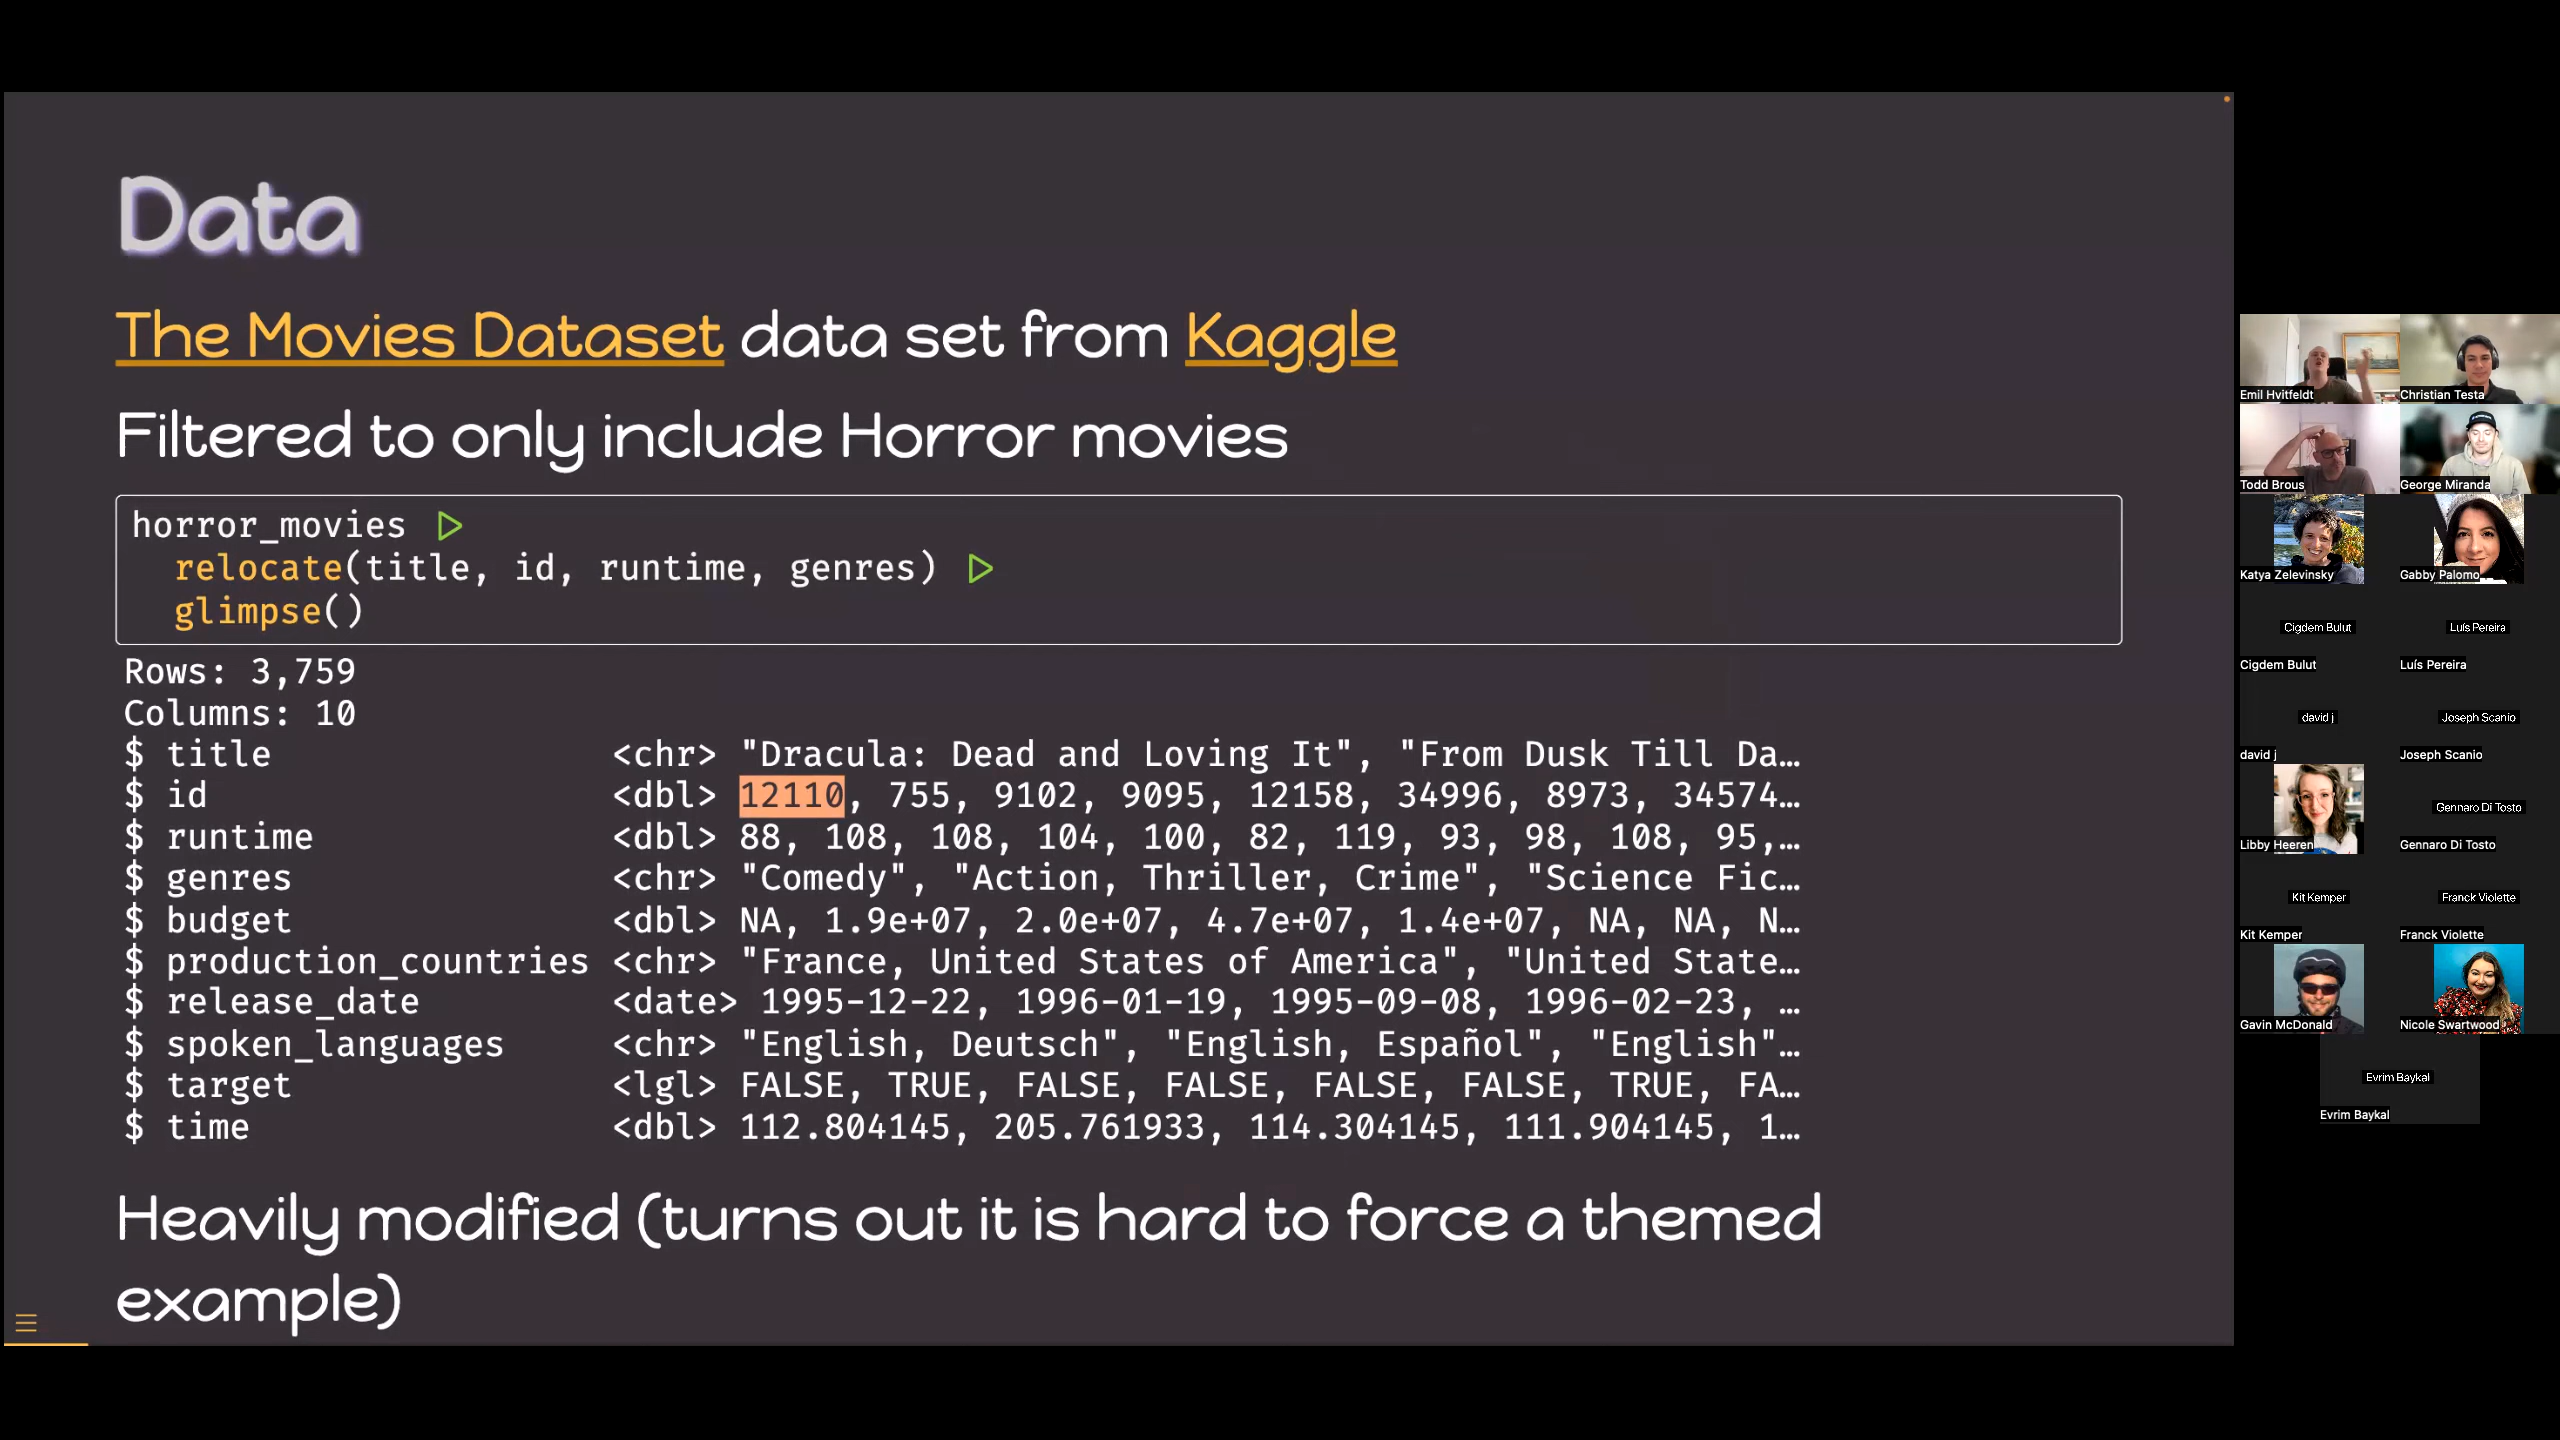 Data
The Movies Dataset data set from Kaggle
Filtered to only include Horror movies
horror_movies ▷
relocate(title, id, runtime, genres) ▷
glimpse()
Rows: 3,759
Columns: 10
$ title <chr> "Dracula: Dead and Loving It", "From Dusk Till Da…
$ id <dbl> 12110, 755, 9102, 9095, 12158, 34996, 8973, 34574…
$ runtime <dbl> 88, 108, 108, 104, 100, 82, 119, 93, 98, 108, 95,…
$ genres <chr> "Comedy", "Action, Thriller, Crime", "Science Fic…
$ budget <dbl> NA, 1.9e+07, 2.0e+07, 4.7e+07, 1.4e+07, NA, NA, N…
$ production_countries <chr> "France, United States of America", "United State…
$ release_date <date> 1995-12-22, 1996-01-19, 1995-09-08, 1996-02-23, …
$ spoken_languages <chr> "English, Deutsch", "English, Español", "English"…
$ target <lgl> FALSE, TRUE, FALSE, FALSE, FALSE, FALSE, TRUE, FA…
$ time <dbl> 112.804145, 205.761933, 114.304145, 111.904145, 1…
Heavily modified (turns out it is hard to force a themed
example)
Emil Hvitfeldt
Christian Testa
Todd Brous
George Miranda
Katya Zelevinsky
Gabby Palomo
Cigdem Bulut
Luís Pereira
Cigdem Bulut
Luís Pereira
david j
Joseph Scanio
david j
Joseph Scanio
Gennaro Di Tosto
Libby Heeren
Gennaro Di Tosto
Kit Kemper
Franck Violette
Kit Kemper
Franck Violette
Gavin McDonald
Nicole Swartwood
Evrim Baykal
Evrim Baykal